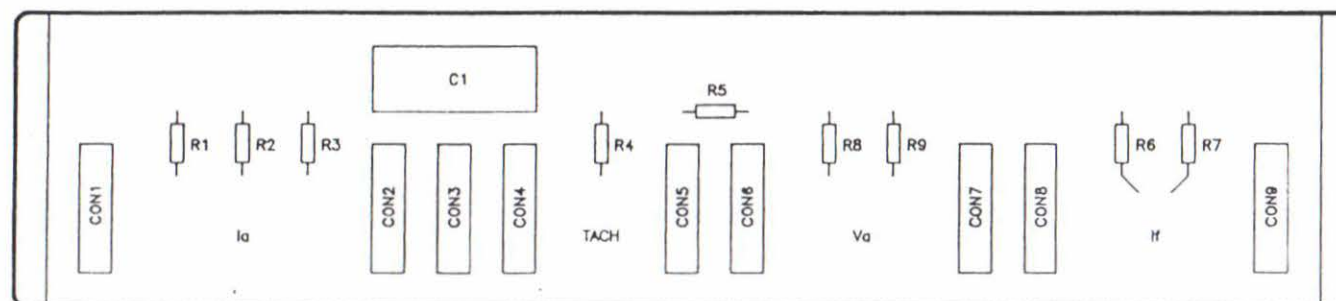 C1
R5
R1 R2 R3 R4 R8 R9 R6 R7
CON1 CON2 CON3 CON4 CON5 CON6 CON7 CON8 CON9
Ia TACH Va If